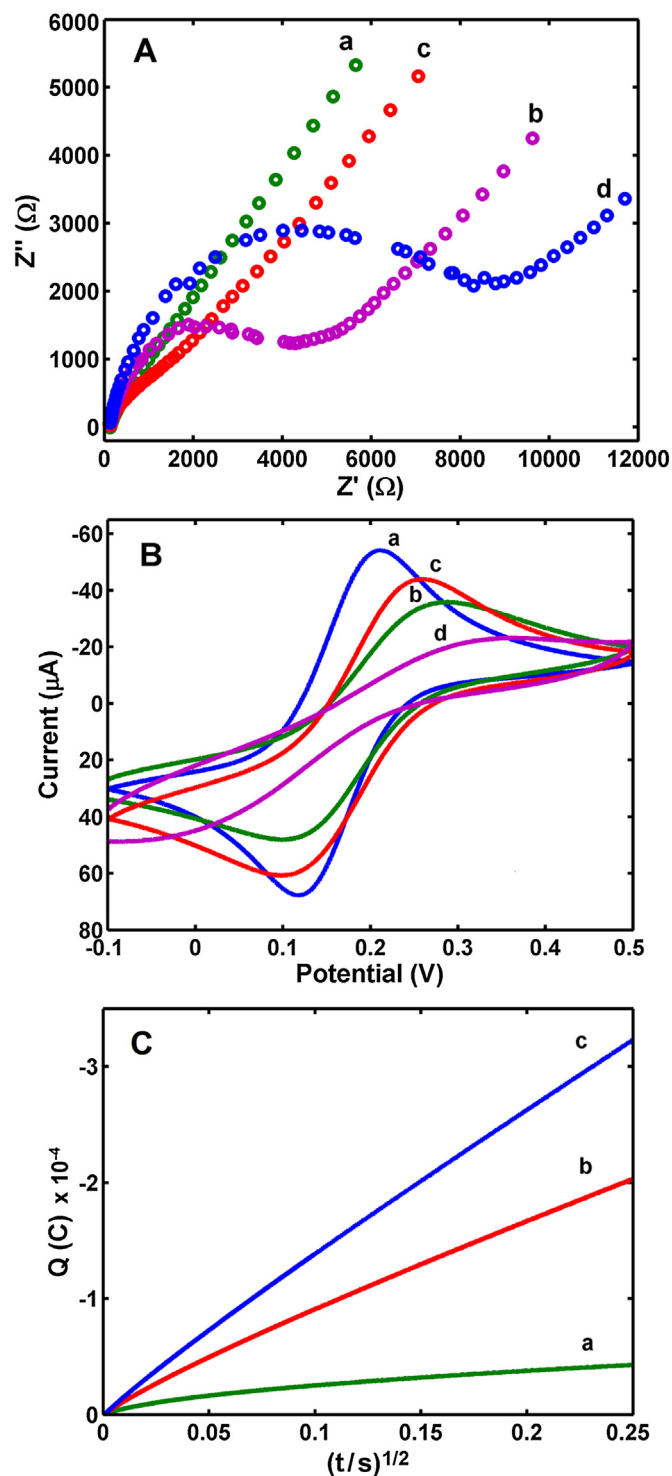 6000
A
a
c
5000
b
4000
d
3000
2000
1000
0
Z'' (Ω)
0 2000 4000 6000 8000 10000 12000
Z' (Ω)
-60
B
a
c
-40
b
d
-20
0
20
40
60
80
Current (μA)
-0.1 0 0.1 0.2 0.3 0.4 0.5
Potential (V)
C
c
-3
b
-2
-1
a
0
Q (C) x 10⁻⁴
0 0.05 0.1 0.15 0.2 0.25
(t/s)¹/²